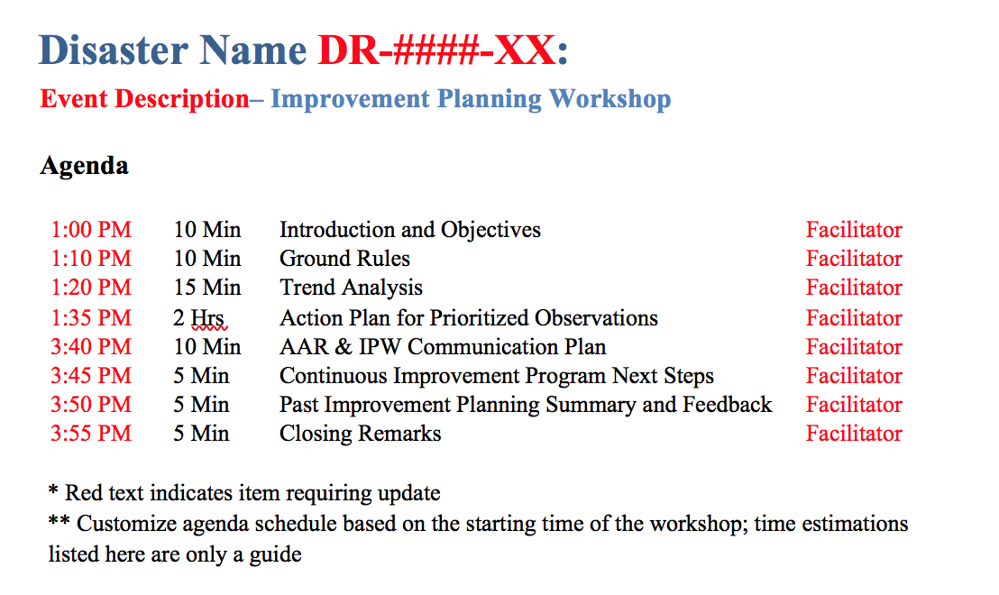 Disaster Name DR-####-XX:
Event Description– Improvement Planning Workshop
Agenda
1:00 PM 10 Min Introduction and Objectives Facilitator
1:10 PM 10 Min Ground Rules Facilitator
1:20 PM 15 Min Trend Analysis Facilitator
1:35 PM 2 Hrs Action Plan for Prioritized Observations Facilitator
3:40 PM 10 Min AAR & IPW Communication Plan Facilitator
3:45 PM 5 Min Continuous Improvement Program Next Steps Facilitator
3:50 PM 5 Min Past Improvement Planning Summary and Feedback Facilitator
3:55 PM 5 Min Closing Remarks Facilitator
* Red text indicates item requiring update
** Customize agenda schedule based on the starting time of the workshop; time estimations
listed here are only a guide